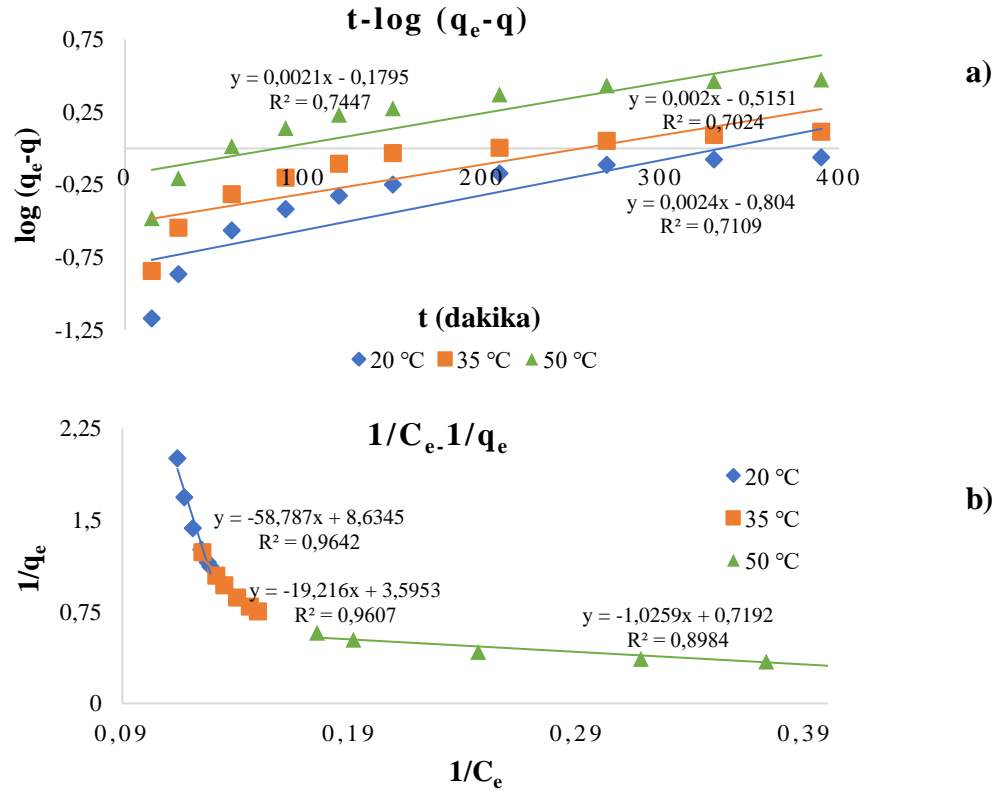 t-log (qe-q)
a)
0,75
0,25
-0,25
-0,75
-1,25
log (qe-q)
y = 0,0021x - 0,1795
R² = 0,7447
y = 0,002x - 0,5151
R² = 0,7024
0 100 200 300 400
y = 0,0024x - 0,804
R² = 0,7109
t (dakika)
20 °C 35 °C 50 °C
1/Ce-1/qe
b)
2,25
1,5
0,75
0
1/qe
20 °C
35 °C
50 °C
y = -58,787x + 8,6345
R² = 0,9642
y = -19,216x + 3,5953
R² = 0,9607
y = -1,0259x + 0,7192
R² = 0,8984
0,09 0,19 0,29 0,39
1/Ce